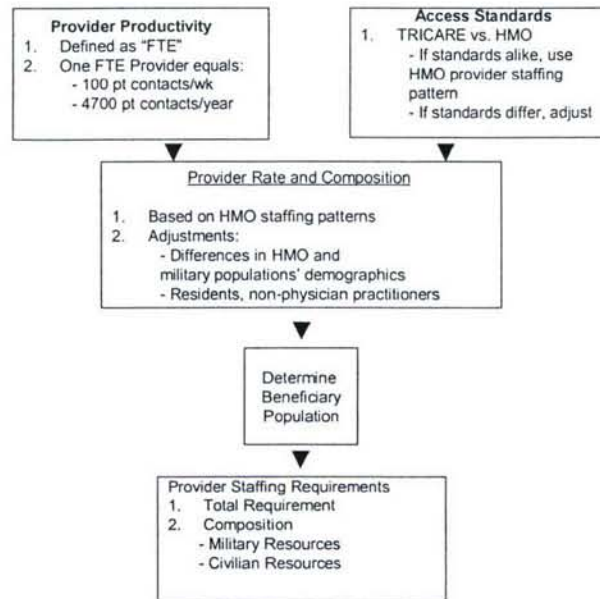 Provider Productivity
1. Defined as "FTE"
2. One FTE Provider equals:
- 100 pt contacts/wk
- 4700 pt contacts/year
Access Standards
1. TRICARE vs. HMO
- If standards alike, use
HMO provider staffing
pattern
- If standards differ, adjust
Provider Rate and Composition
1. Based on HMO staffing patterns
2. Adjustments:
- Differences in HMO and
military populations' demographics
- Residents, non-physician practitioners
Determine
Beneficiary
Population
Provider Staffing Requirements
1. Total Requirement
2. Composition
- Military Resources
- Civilian Resources